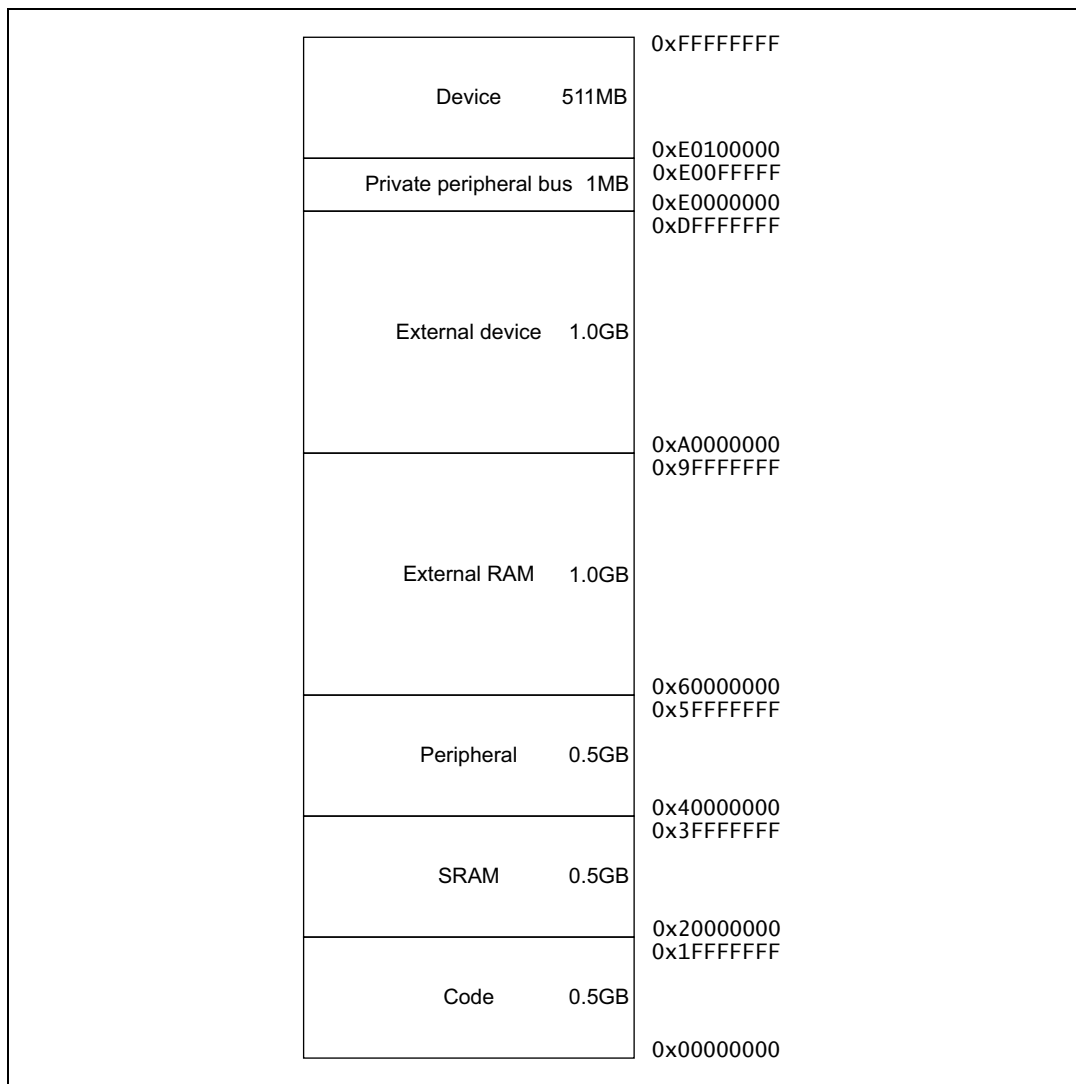 0xFFFFFFFF
Device 511MB
0xE0100000
0xE00FFFFF
Private peripheral bus 1MB
0xE0000000
0xDFFFFFFF
External device 1.0GB
0xA0000000
0x9FFFFFFF
External RAM 1.0GB
0x60000000
0x5FFFFFFF
Peripheral 0.5GB
0x40000000
0x3FFFFFFF
SRAM 0.5GB
0x20000000
0x1FFFFFFF
Code 0.5GB
0x00000000